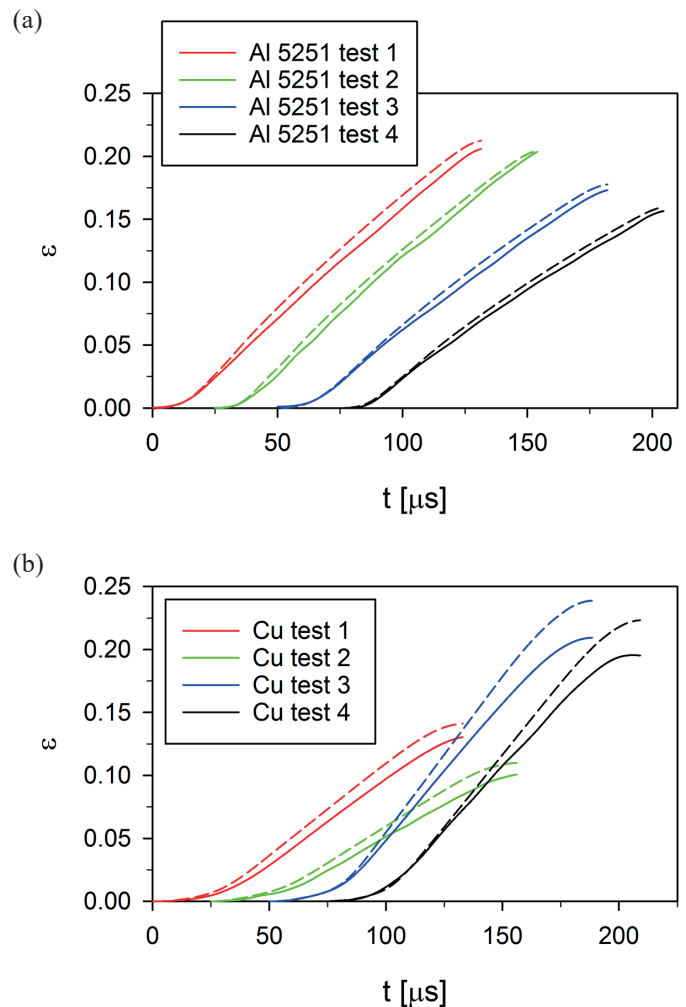 (a)
Al 5251 test 1
Al 5251 test 2
Al 5251 test 3
Al 5251 test 4
0.25
0.20
0.15
0.10
0.05
0.00
ε
0 50 100 150 200
t [μs]
(b)
Cu test 1
Cu test 2
Cu test 3
Cu test 4
0.25
0.20
0.15
0.10
0.05
0.00
ε
0 50 100 150 200
t [μs]